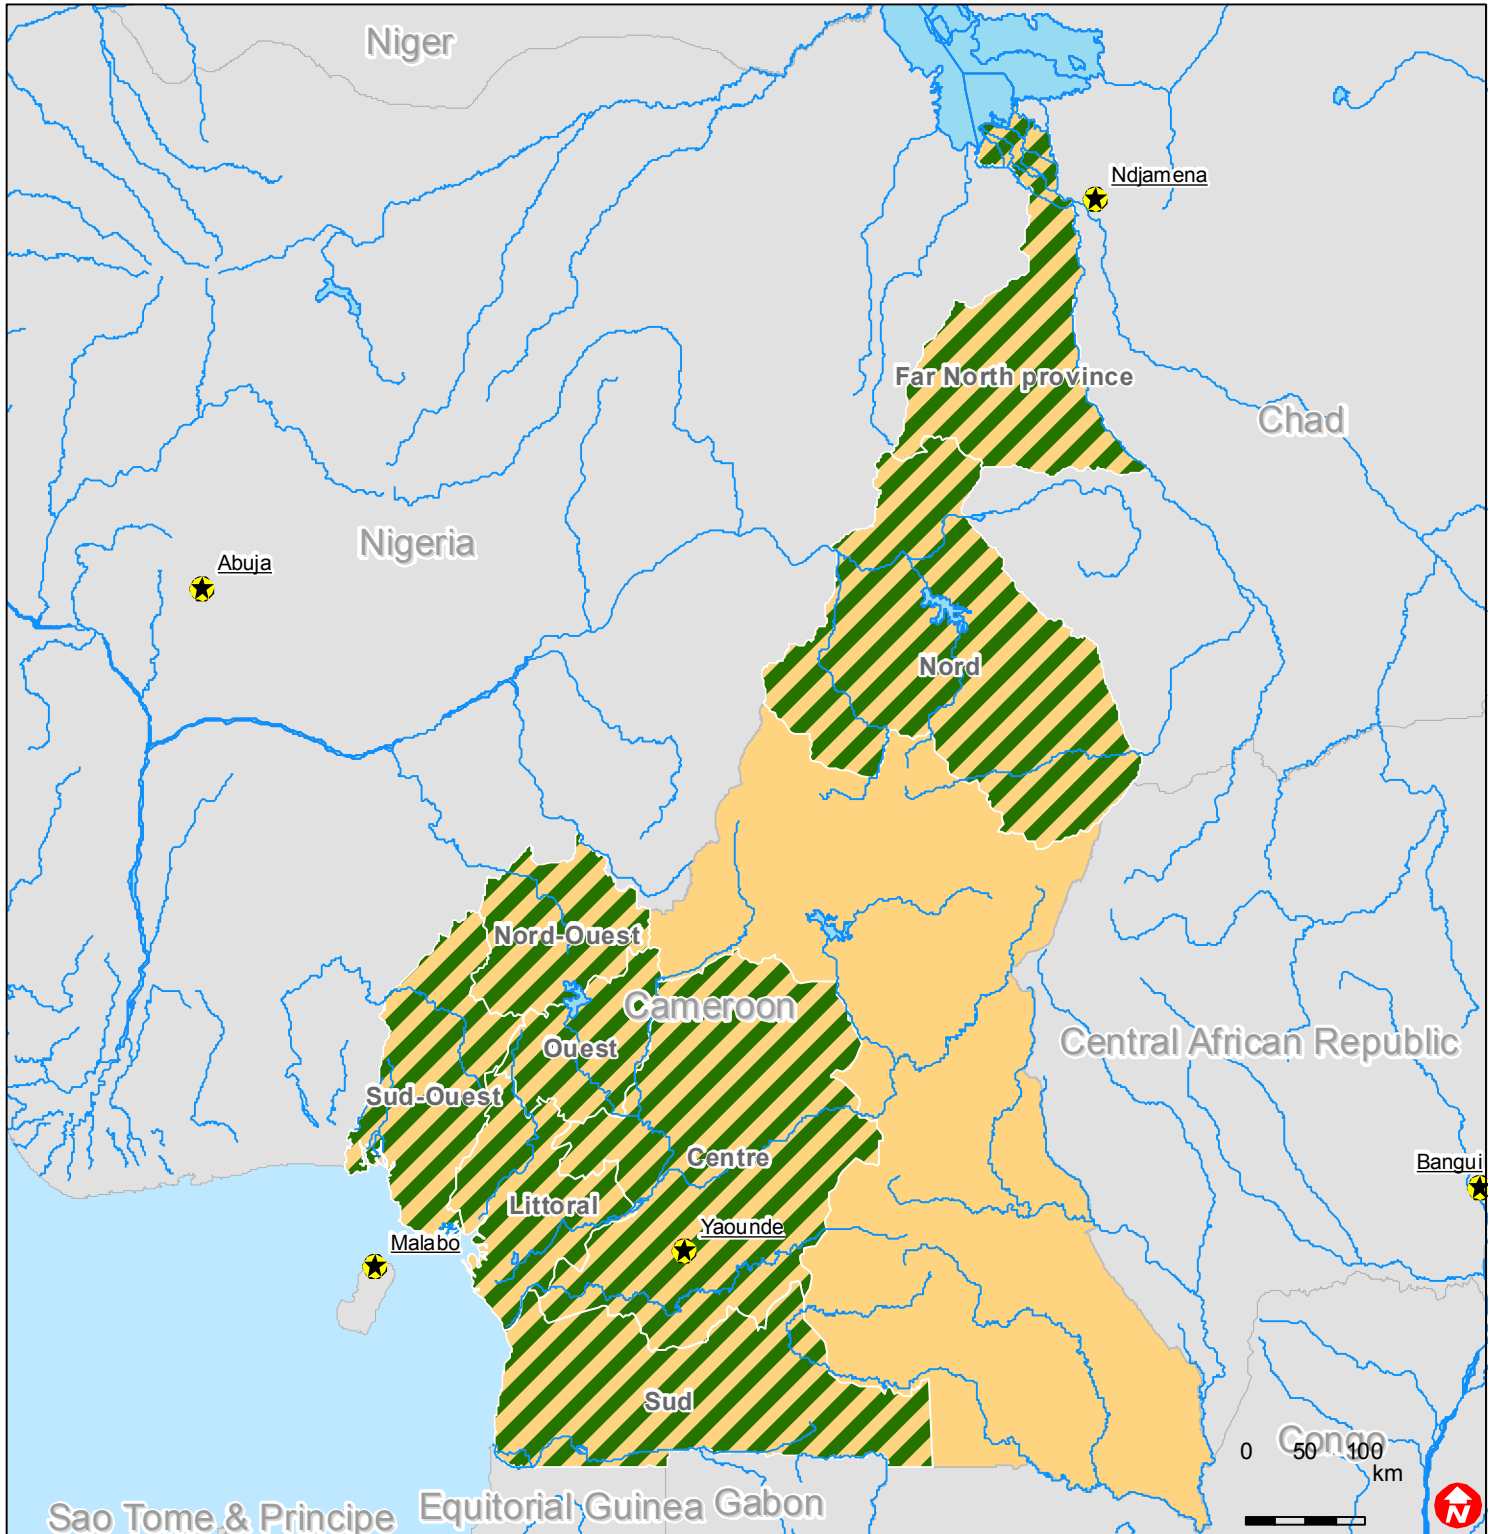 Niger
Ndjamena
Far North province
Chad
Nigeria
Abuja
Nord
Nord-Ouest
Cameroon
Ouest
Central African Republic
Sud-Ouest
Centre
Bangui
Littoral
Yaounde
Malabo
Sud
Congo
0 50 100
km
Sao Tome & Principe
Equitorial Guinea
Gabon
N